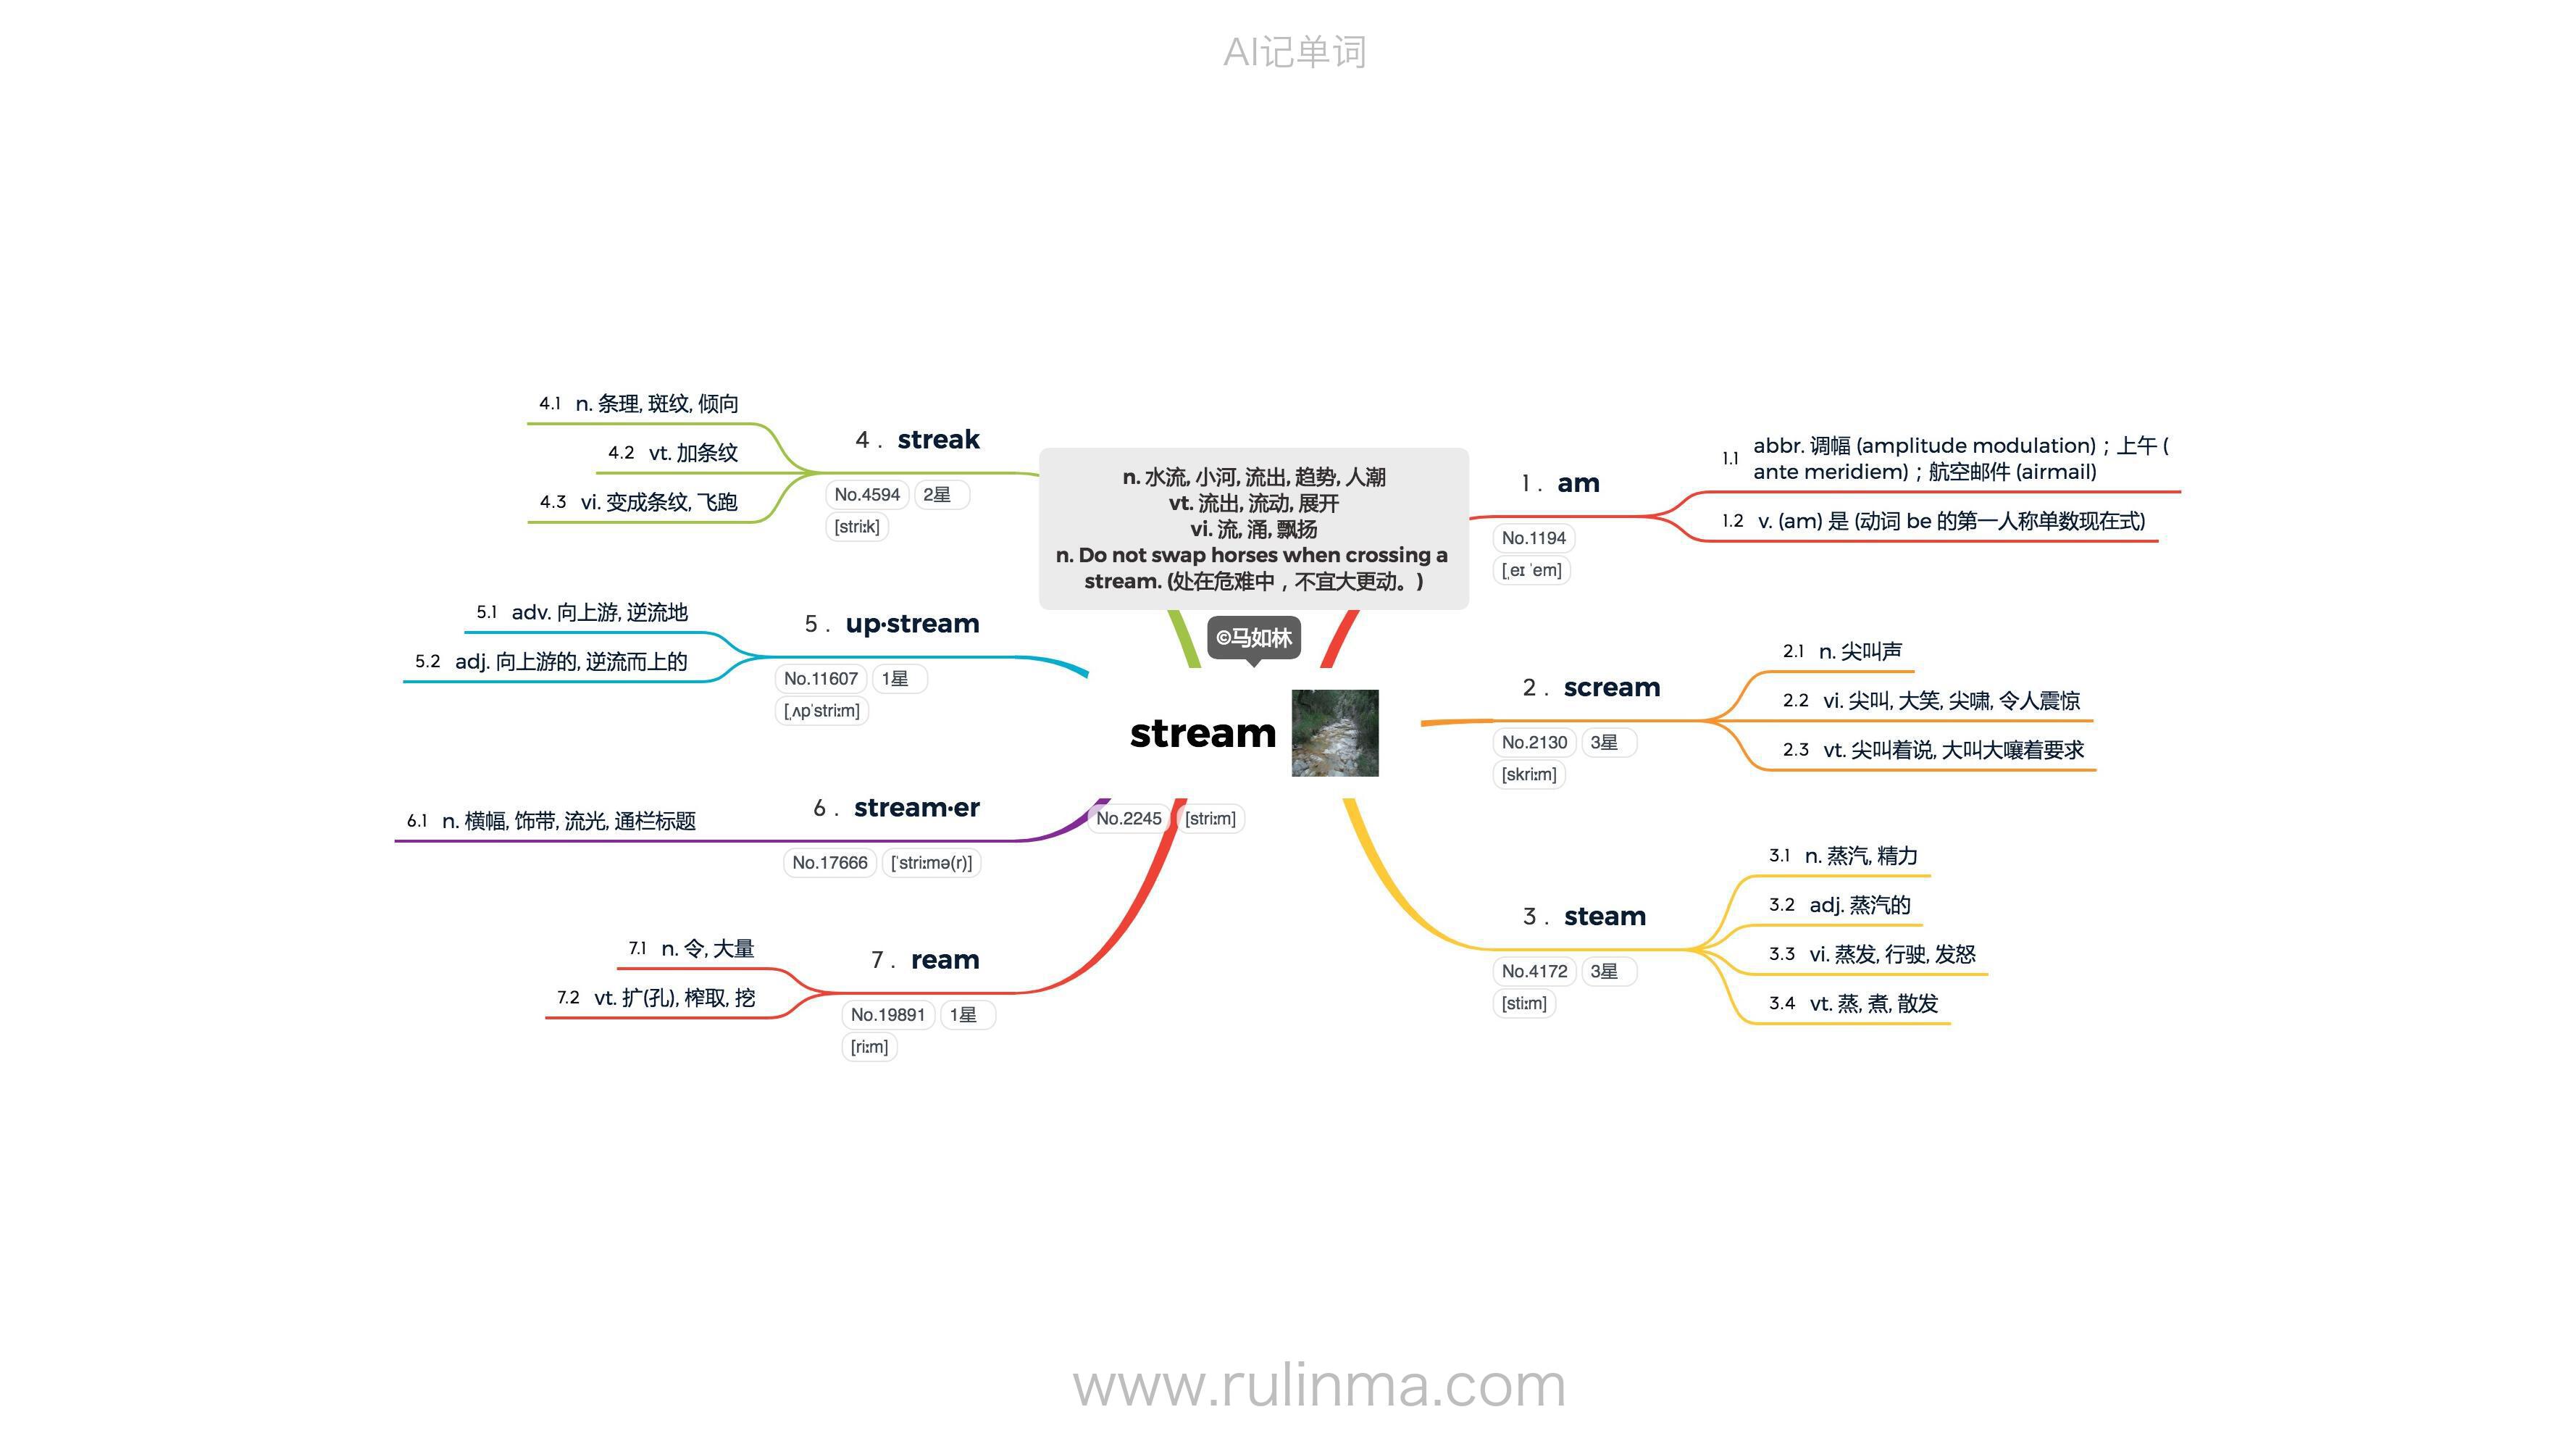 AI记单词
n. 水流, 小河, 流出, 趋势, 人潮
vt. 流出, 流动, 展开
vi. 流, 涌, 飘扬
n. Do not swap horses when crossing a
stream. (处在危难中，不宜大更动。)
©马如林
stream
No.2245 [striːm]
1. am
No.1194
[ˌeɪ ˈem]
1.1 abbr. 调幅 (amplitude modulation)；上午 (
ante meridiem)；航空邮件 (airmail)
1.2 v. (am) 是 (动词 be 的第一人称单数现在式)
2. scream
No.2130 3星
[skriːm]
2.1 n. 尖叫声
2.2 vi. 尖叫, 大笑, 尖啸, 令人震惊
2.3 vt. 尖叫着说, 大叫大嚷着要求
3. steam
No.4172 3星
[stiːm]
3.1 n. 蒸汽, 精力
3.2 adj. 蒸汽的
3.3 vi. 蒸发, 行驶, 发怒
3.4 vt. 蒸, 煮, 散发
4. streak
No.4594 2星
[striːk]
4.1 n. 条理, 斑纹, 倾向
4.2 vt. 加条纹
4.3 vi. 变成条纹, 飞跑
5. up·stream
No.11607 1星
[ˌʌpˈstriːm]
5.1 adv. 向上游, 逆流地
5.2 adj. 向上游的, 逆流而上的
6. stream·er
No.17666 [ˈstriːmə(r)]
6.1 n. 横幅, 饰带, 流光, 通栏标题
7. ream
No.19891 1星
[riːm]
7.1 n. 令, 大量
7.2 vt. 扩(孔), 榨取, 挖
www.rulinma.com